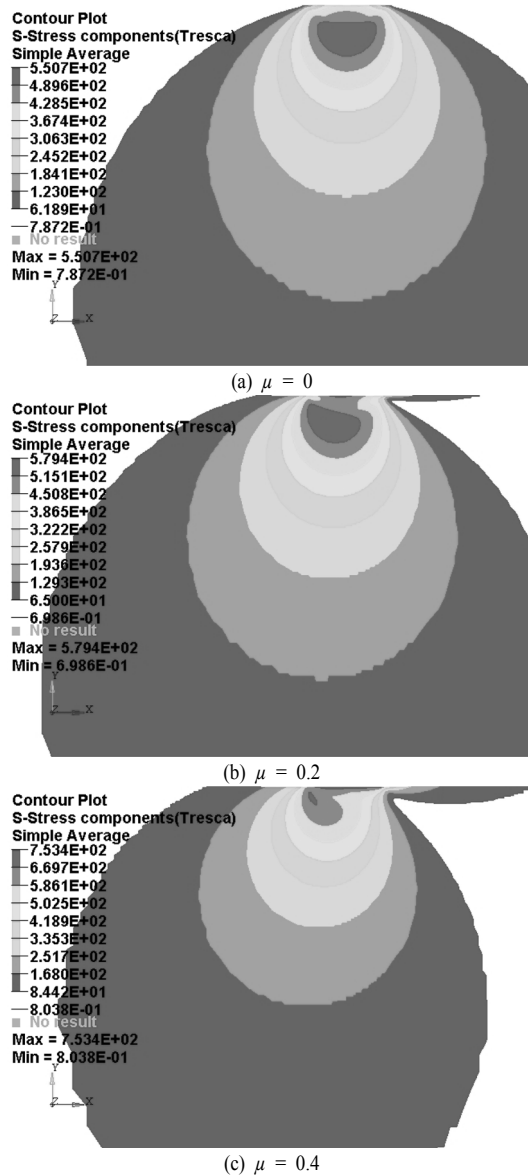 Contour Plot
S-Stress components(Tresca)
Simple Average
5.507E+02
4.896E+02
4.285E+02
3.674E+02
3.063E+02
2.452E+02
1.841E+02
1.230E+02
6.189E+01
7.872E-01
No result
Max = 5.507E+02
Min = 7.872E-01
Y
Z X
(a) μ = 0
Contour Plot
S-Stress components(Tresca)
Simple Average
5.794E+02
5.151E+02
4.508E+02
3.865E+02
3.222E+02
2.579E+02
1.936E+02
1.293E+02
6.500E+01
6.986E-01
No result
Max = 5.794E+02
Min = 6.986E-01
Y
Z X
(b) μ = 0.2
Contour Plot
S-Stress components(Tresca)
Simple Average
7.534E+02
6.697E+02
5.861E+02
5.025E+02
4.189E+02
3.353E+02
2.517E+02
1.680E+02
8.442E+01
8.038E-01
No result
Max = 7.534E+02
Min = 8.038E-01
Y
Z X
(c) μ = 0.4